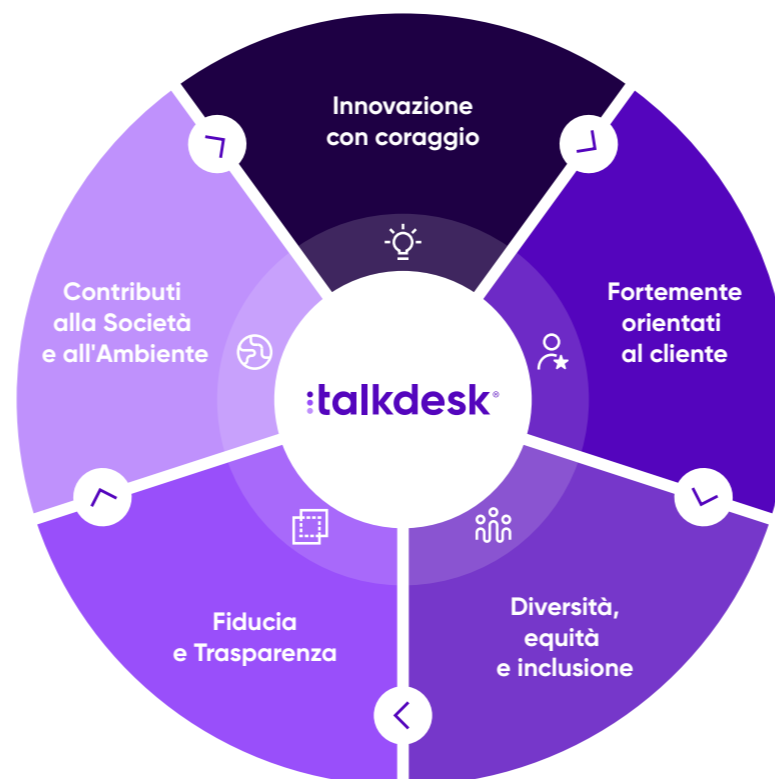 Innovazione
con coraggio
Fortemente
orientati
al cliente
Diversità,
equità
e inclusione
Fiducia
e Trasparenza
Contributi
alla Società
e all'Ambiente
:talkdesk®